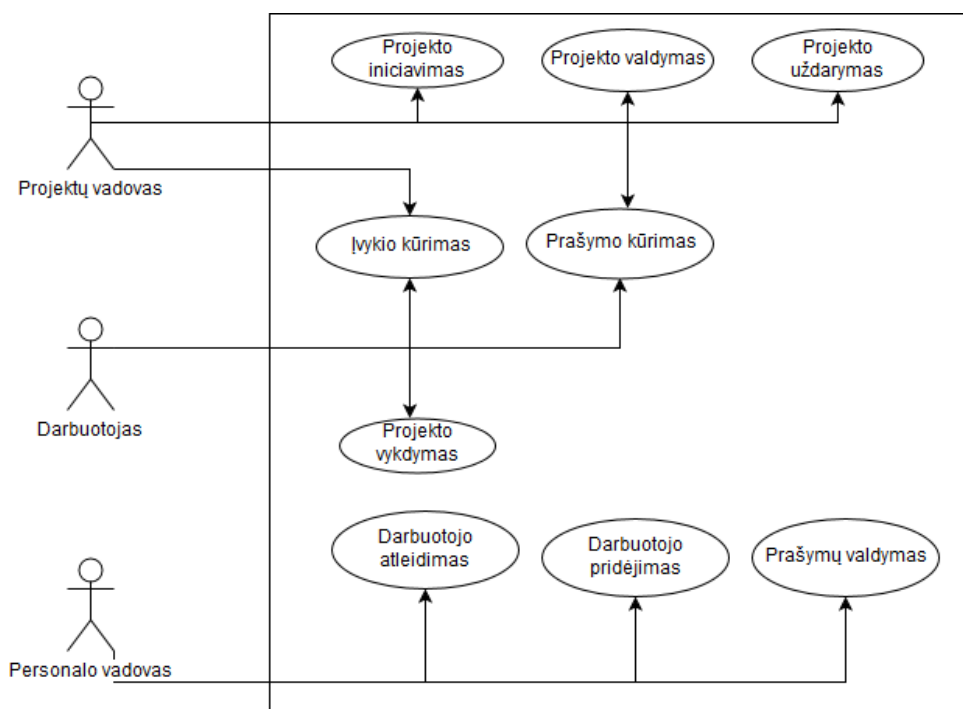 Projekto
iniciavimas
Projekto valdymas
Projekto
uždarymas
Projektų vadovas
Įvykio kūrimas
Prašymo kūrimas
Darbuotojas
Projekto
vykdymas
Darbuotojo
atleidimas
Darbuotojo
pridėjimas
Prašymų valdymas
Personalo vadovas